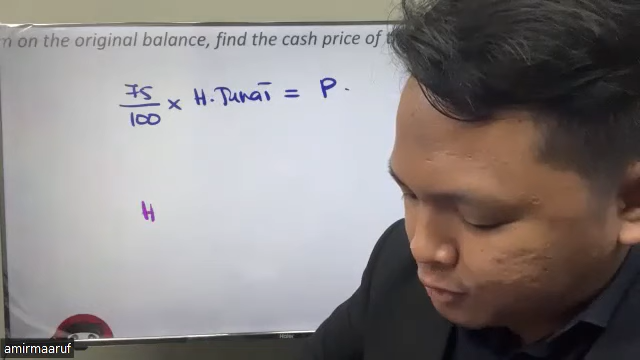 n on the original balance, find the cash price of
75/100 × H.Tunai = P.
H
amirmaaruf